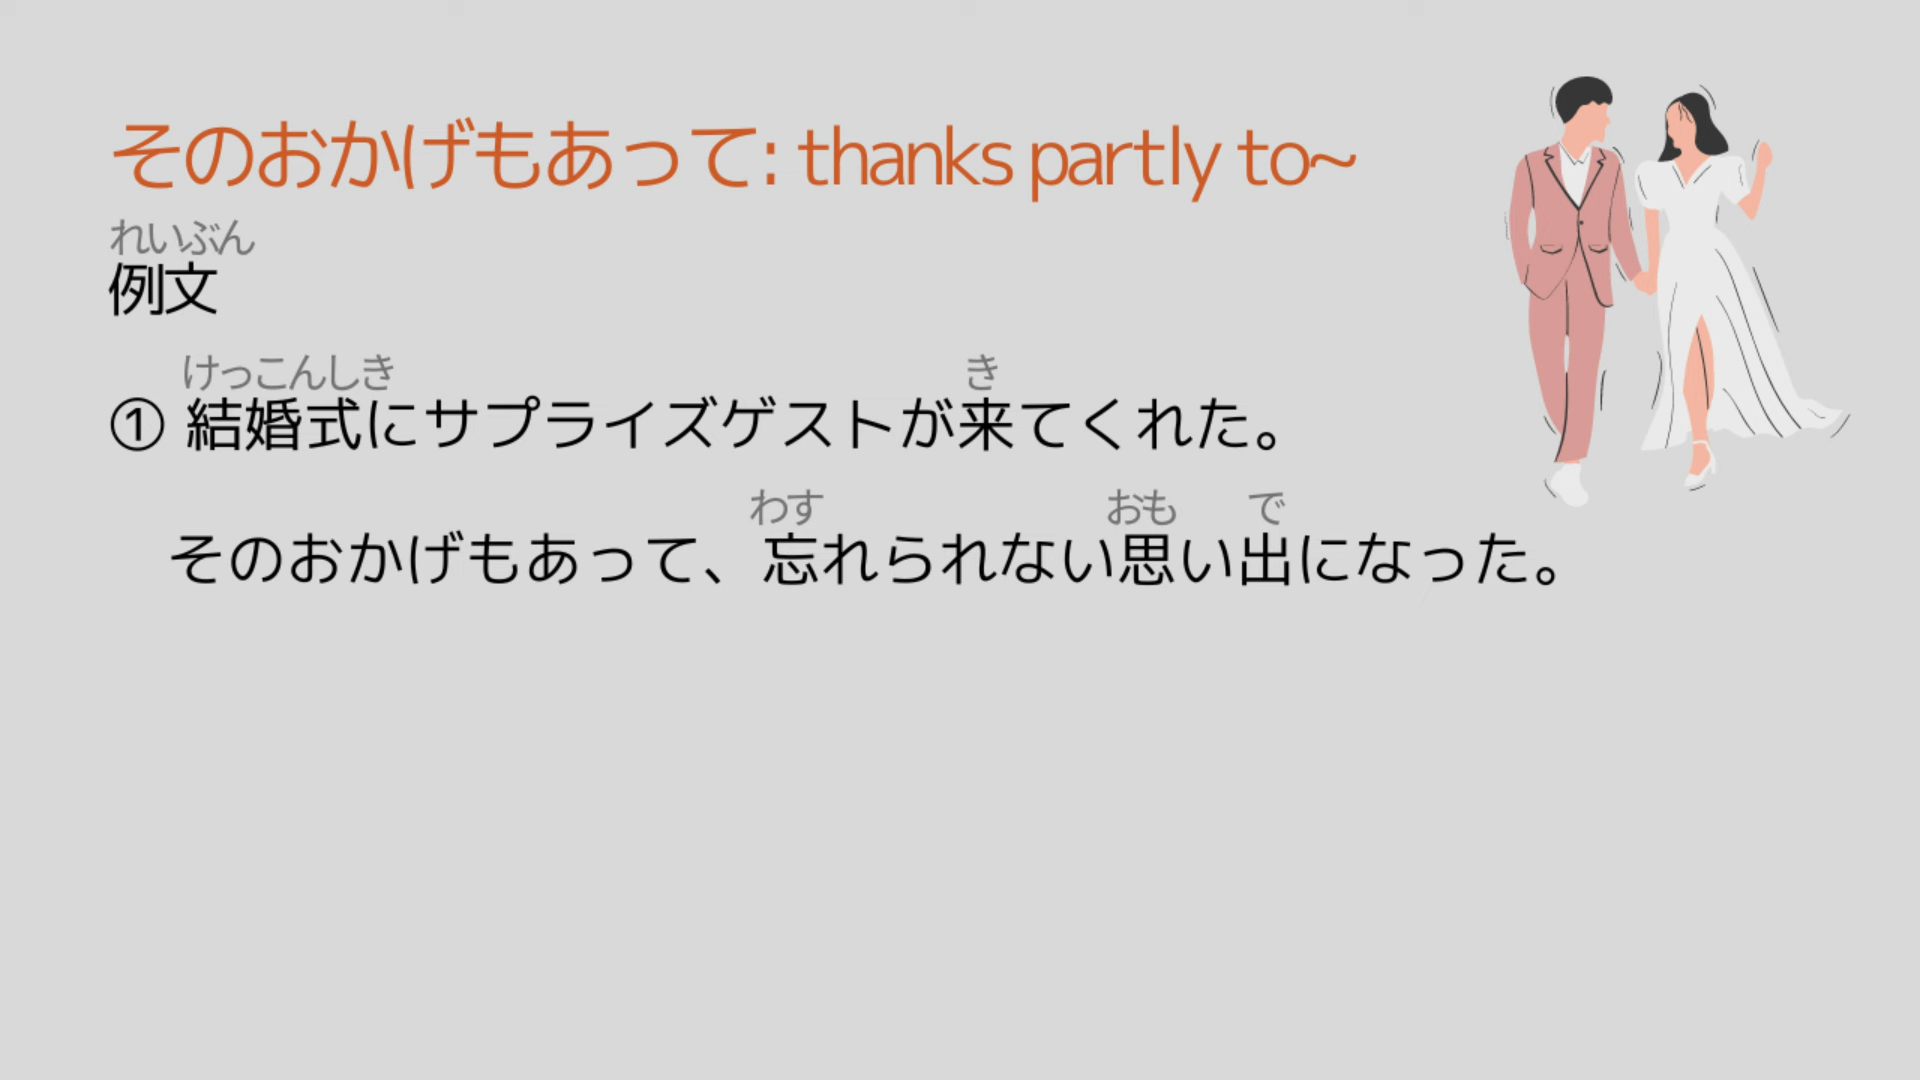 そのおかげもあって: thanks partly to~
れいぶん
例文
けっこんしき き
① 結婚式にサプライズゲストが来てくれた。
わす おも で
そのおかげもあって、忘れられない思い出になった。